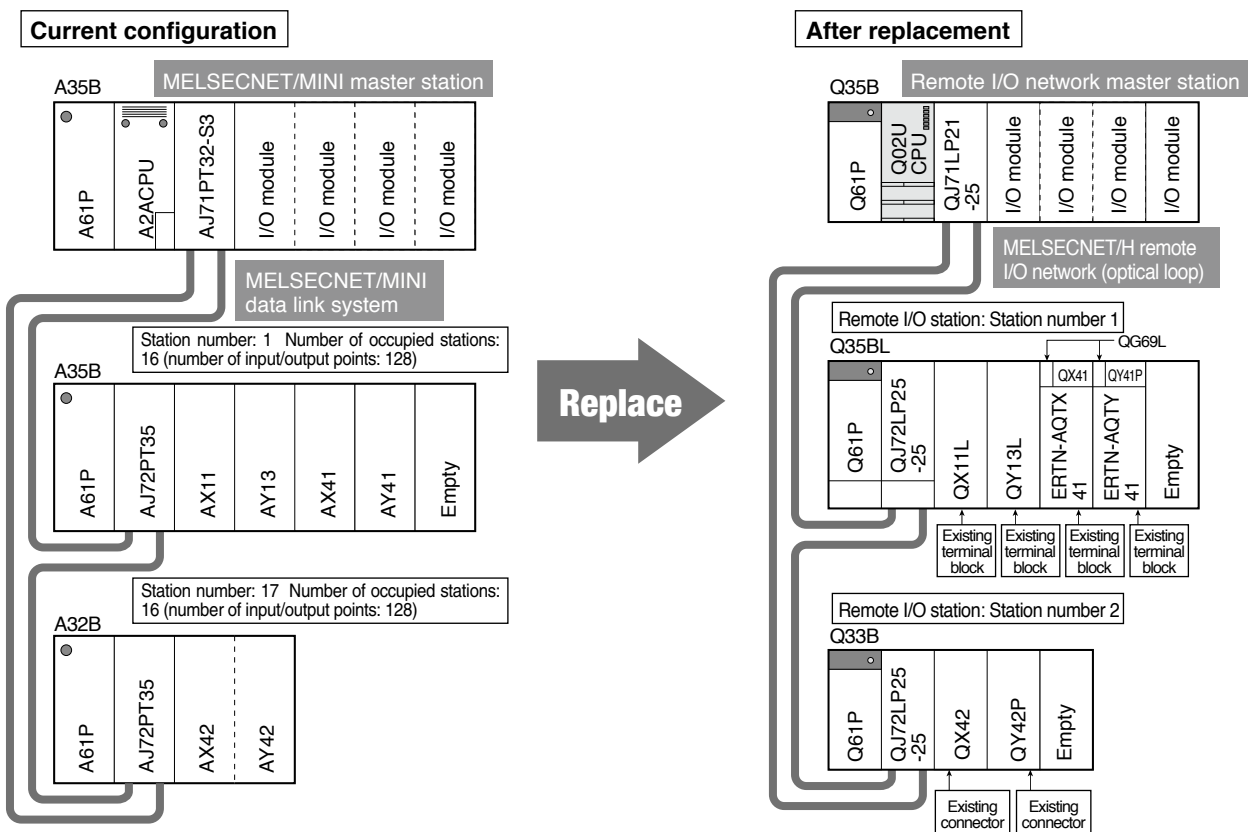 Current configuration
A35B
MELSECNET/MINI master station
A61P
A2ACPU
AJ71PT32-S3
I/O module
I/O module
I/O module
I/O module
MELSECNET/MINI
data link system
Station number: 1 Number of occupied stations:
16 (number of input/output points: 128)
A35B
A61P
AJ72PT35
AX11
AY13
AX41
AY41
Empty
Station number: 17 Number of occupied stations:
16 (number of input/output points: 128)
A32B
A61P
AJ72PT35
AX42
AY42
Replace
After replacement
Q35B
Remote I/O network master station
Q61P
Q02U
CPU
QJ71LP21
-25
I/O module
I/O module
I/O module
I/O module
MELSECNET/H remote
I/O network (optical loop)
Remote I/O station: Station number 1
Q35BL
QG69L
Q61P
QJ72LP25
-25
QX11L
QY13L
QX41
ERTN-AQTX
41
QY41P
ERTN-AQTY
41
Empty
Existing
terminal
block
Existing
terminal
block
Existing
terminal
block
Existing
terminal
block
Remote I/O station: Station number 2
Q33B
Q61P
QJ72LP25
-25
QX42
QY42P
Empty
Existing
connector
Existing
connector